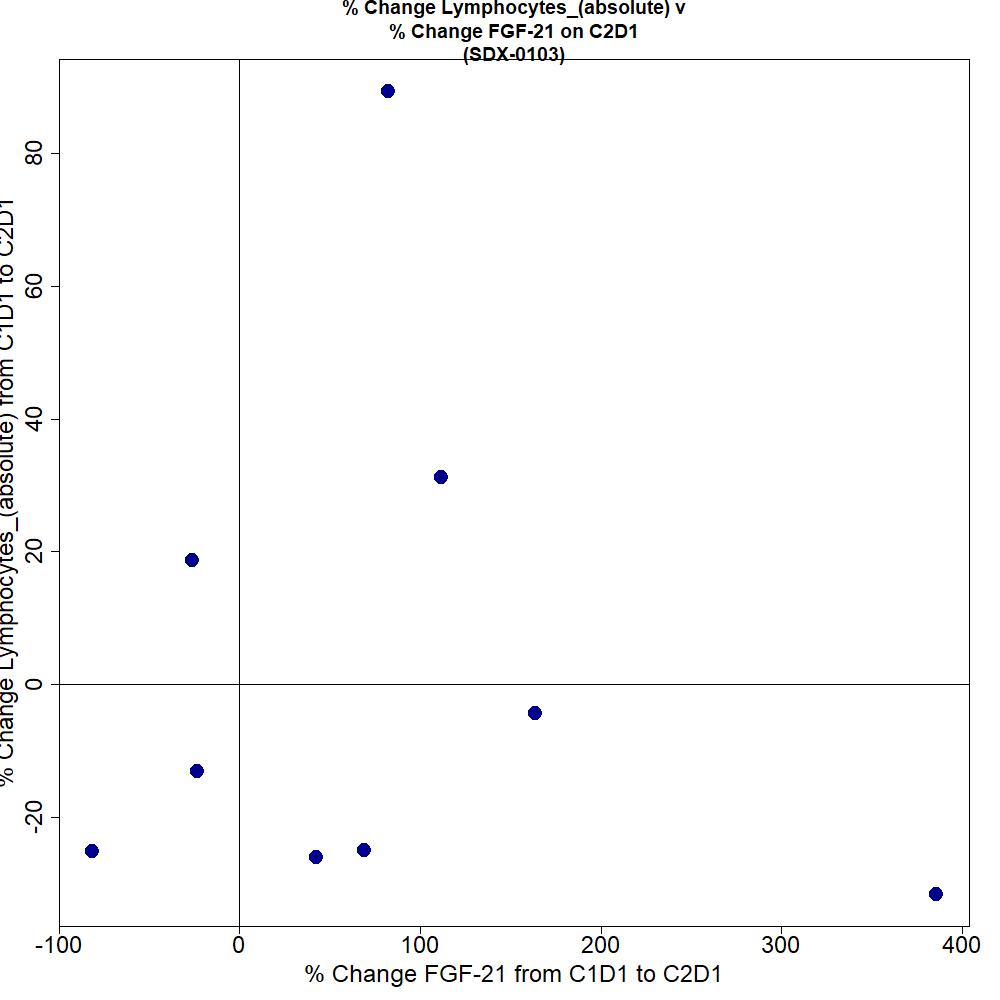 % Change Lymphocytes_(absolute) v
% Change FGF-21 on C2D1
(SDX-0103)
% Change Lymphocytes_(absolute) from C1D1 to C2D1
80
60
40
20
0
-20
-100
0
100
200
300
400
% Change FGF-21 from C1D1 to C2D1